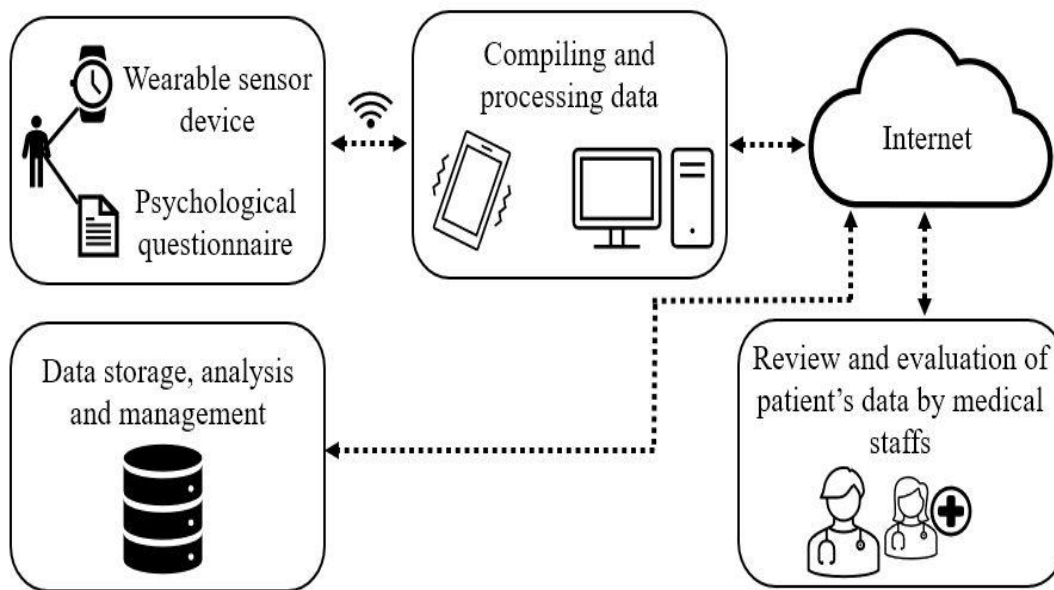 Wearable sensor
device
Psychological
questionnaire
Compiling and
processing data
Internet
Data storage, analysis
and management
Review and evaluation of
patient’s data by medical
staffs